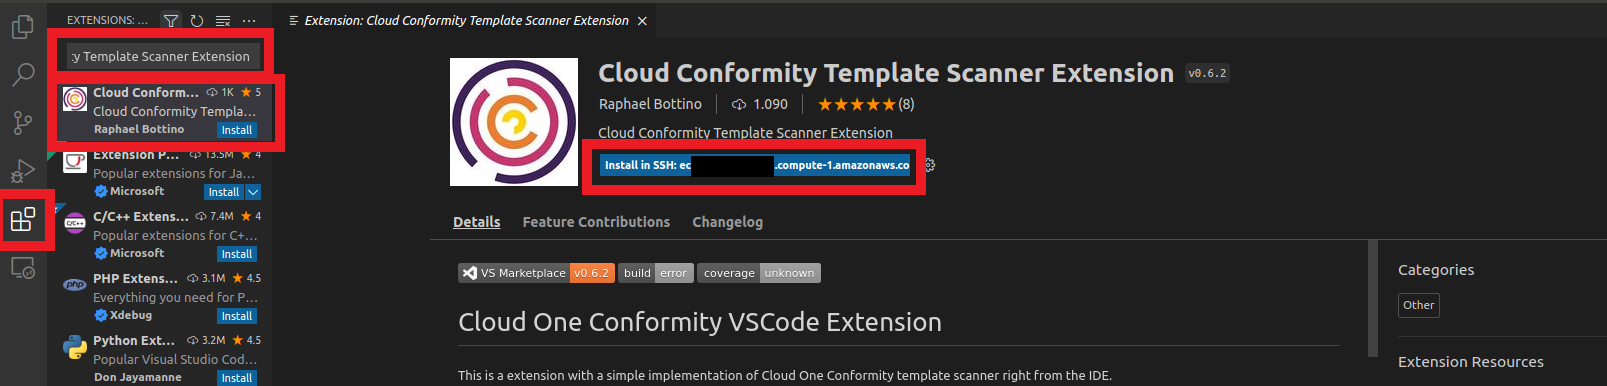 EXTENSIONS: ...
Extension: Cloud Conformity Template Scanner Extension
:y Template Scanner Extension
Cloud Conform... 1K ★ 5
Cloud Conformity Templa...
Raphael Bottino Install
Extension P... 13.5M ★ 4
Popular extensions for Ja...
Microsoft Install
C/C++ Extens... 7.4M ★ 4
Popular extensions for C+...
Microsoft Install
PHP Extens... 3.1M ★ 4.5
Everything you need for P...
Xdebug Install
Python Ext... 3.2M ★ 4.5
Popular Visual Studio Cod...
Don Jayamanne Install
C/C++
php
Cloud Conformity Template Scanner Extension v0.6.2
Raphael Bottino | 1.090 | ★★★★★(8)
Cloud Conformity Template Scanner Extension
Install in SSH: ec .compute-1.amazonaws.co
Details Feature Contributions Changelog
VS Marketplace v0.6.2 build error coverage unknown
Cloud One Conformity VSCode Extension
This is a extension with a simple implementation of Cloud One Conformity template scanner right from the IDE.
Categories
Other
Extension Resources